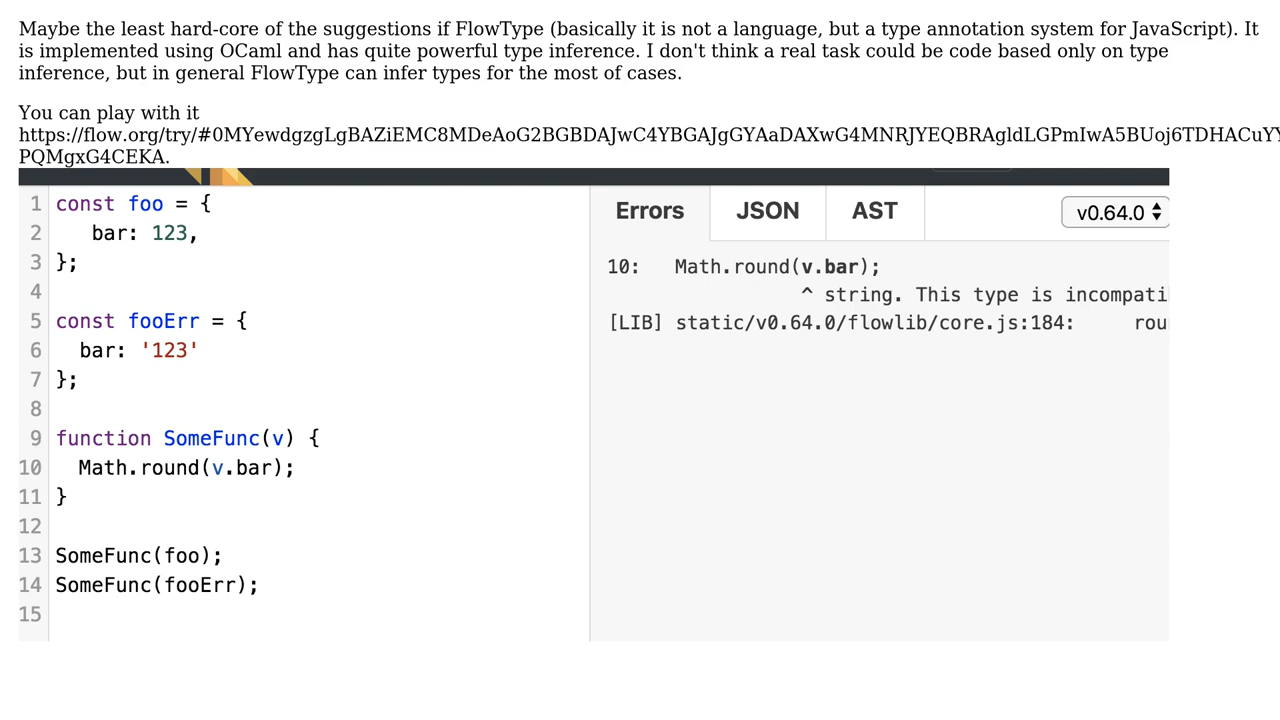 Maybe the least hard-core of the suggestions if FlowType (basically it is not a language, but a type annotation system for JavaScript). It
is implemented using OCaml and has quite powerful type inference. I don't think a real task could be code based only on type
inference, but in general FlowType can infer types for the most of cases.
You can play with it
https://flow.org/try/#0MYewdgzgLgBAZiEMC8MDeAoG2BGBDAJwC4YBGAJgGYAaDAXwG4MNRJYEQBRAgldLGPmIwA5BUoj6TDHACuYY
PQMgxG4CEKA.
1 const foo = {
2 bar: 123,
3 };
4
5 const fooErr = {
6 bar: '123'
7 };
8
9 function SomeFunc(v) {
10 Math.round(v.bar);
11 }
12
13 SomeFunc(foo);
14 SomeFunc(fooErr);
15
Errors JSON AST v0.64.0
10: Math.round(v.bar);
^ string. This type is incompati
[LIB] static/v0.64.0/flowlib/core.js:184: rou